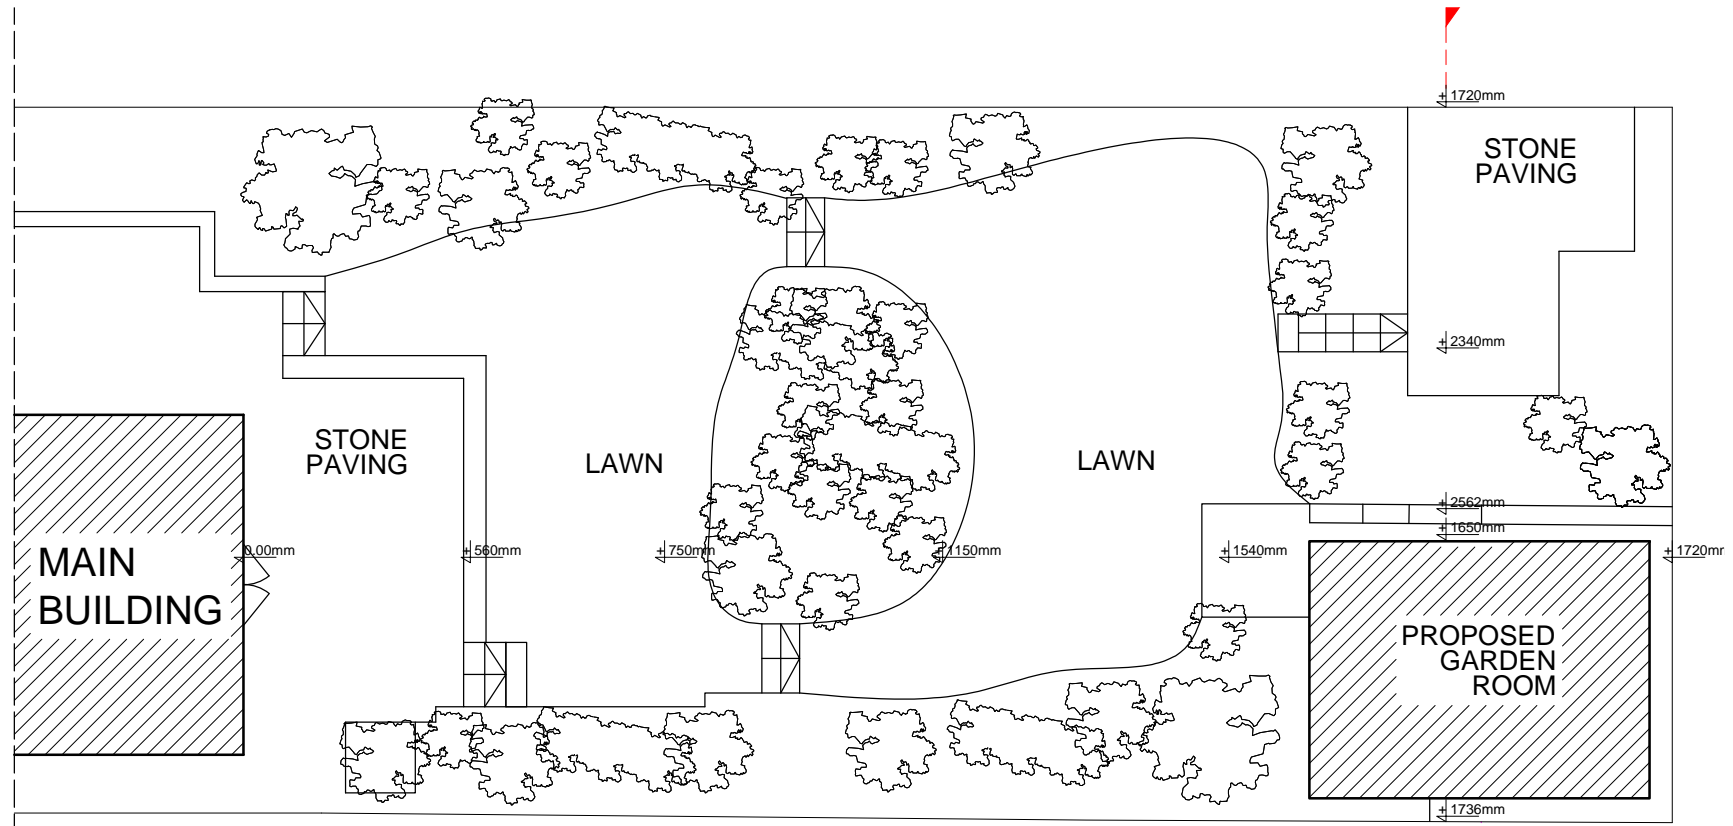 + 1720mm
STONE
PAVING
+ 2340mm
STONE
PAVING
LAWN
LAWN
+ 2562mm
+ 1650mm
MAIN
BUILDING
0.00mm
+ 560mm
+ 750mm
1150mm
+ 1540mm
+ 1720mr
PROPOSED
GARDEN
ROOM
+ 1736mm